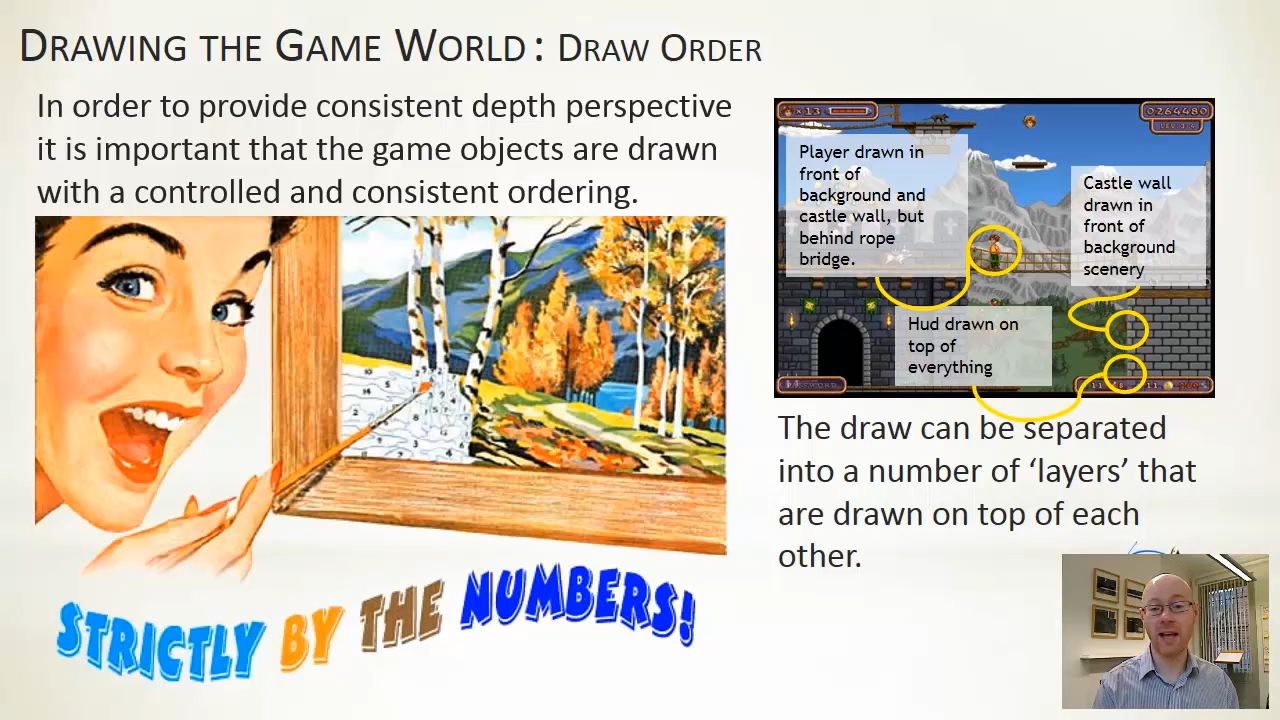 DRAWING THE GAME WORLD : DRAW ORDER
In order to provide consistent depth perspective
it is important that the game objects are drawn
with a controlled and consistent ordering.
×13
0264480
Player drawn in
front of
background and
castle wall, but
behind rope
bridge.
Castle wall
drawn in
front of
background
scenery
Hud drawn on
top of
everything
PASSWORD
The draw can be separated
into a number of ‘layers’ that
are drawn on top of each
other.
STRICTLY BY THE NUMBERS!